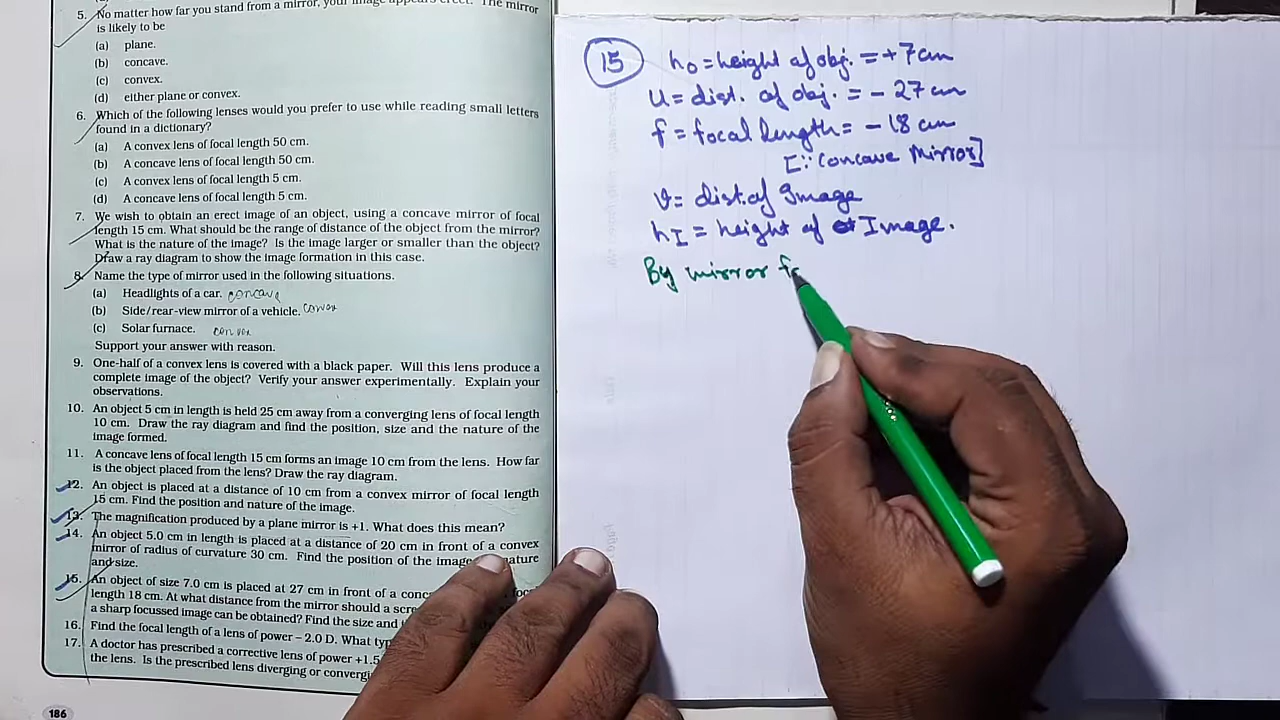 5. No matter how far you stand from a mirror, your image appears erect. The mirror
is likely to be
(a) plane.
(b) concave.
(c) convex.
(d) either plane or convex.
6. Which of the following lenses would you prefer to use while reading small letters
found in a dictionary?
(a) A convex lens of focal length 50 cm.
(b) A concave lens of focal length 50 cm.
(c) A convex lens of focal length 5 cm.
(d) A concave lens of focal length 5 cm.
7. We wish to obtain an erect image of an object, using a concave mirror of focal
length 15 cm. What should be the range of distance of the object from the mirror?
What is the nature of the image? Is the image larger or smaller than the object?
Draw a ray diagram to show the image formation in this case.
8. Name the type of mirror used in the following situations.
(a) Headlights of a car. concave
(b) Side/rear-view mirror of a vehicle. convex
(c) Solar furnace. convex
Support your answer with reason.
9. One-half of a convex lens is covered with a black paper. Will this lens produce a
complete image of the object? Verify your answer experimentally. Explain your
observations.
10. An object 5 cm in length is held 25 cm away from a converging lens of focal length
10 cm. Draw the ray diagram and find the position, size and the nature of the
image formed.
11. A concave lens of focal length 15 cm forms an image 10 cm from the lens. How far
is the object placed from the lens? Draw the ray diagram.
12. An object is placed at a distance of 10 cm from a convex mirror of focal length
15 cm. Find the position and nature of the image.
13. The magnification produced by a plane mirror is +1. What does this mean?
14. An object 5.0 cm in length is placed at a distance of 20 cm in front of a convex
mirror of radius of curvature 30 cm. Find the position of the image, nature
and size.
15. An object of size 7.0 cm is placed at 27 cm in front of a conc
length 18 cm. At what distance from the mirror should a scre
a sharp focussed image can be obtained? Find the size and
16. Find the focal length of a lens of power – 2.0 D. What typ
17. A doctor has prescribed a corrective lens of power +1.5
the lens. Is the prescribed lens diverging or convergi
186
15 h₀ = height of obj. = +7cm
u = dist. of obj. = - 27 cm
f = focal length = - 18 cm
[∵ Concave Mirror]
v = dist. of Image
h_I = height of Image.
By mirror fo